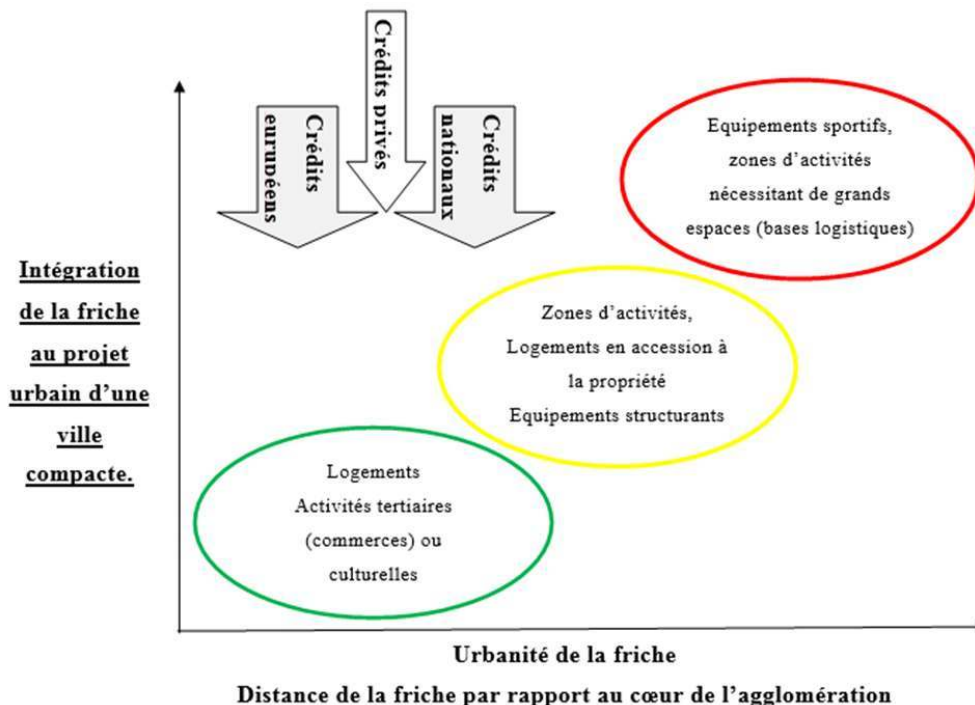 Crédits
européens
Crédits privés
Crédits
nationaux
Equipements sportifs,
zones d’activités
nécessitant de grands
espaces (bases logistiques)
Intégration
de la friche
au projet
urbain d’une
ville
compacte.
Zones d’activités,
Logements en accession à
la propriété
Equipements structurants
Logements
Activités tertiaires
(commerces) ou
culturelles
Urbanité de la friche
Distance de la friche par rapport au cœur de l’agglomération